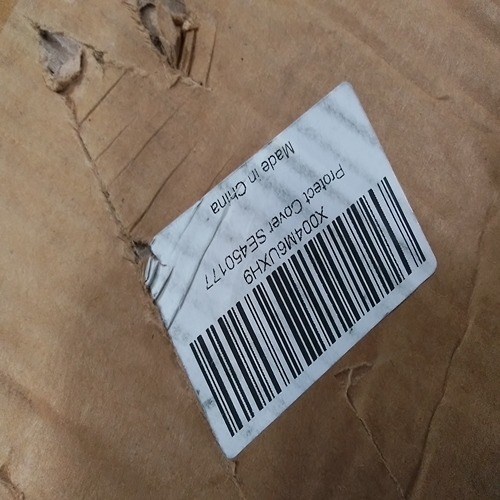 X004M6UXH9
Protect Cover SE450177
Made in China